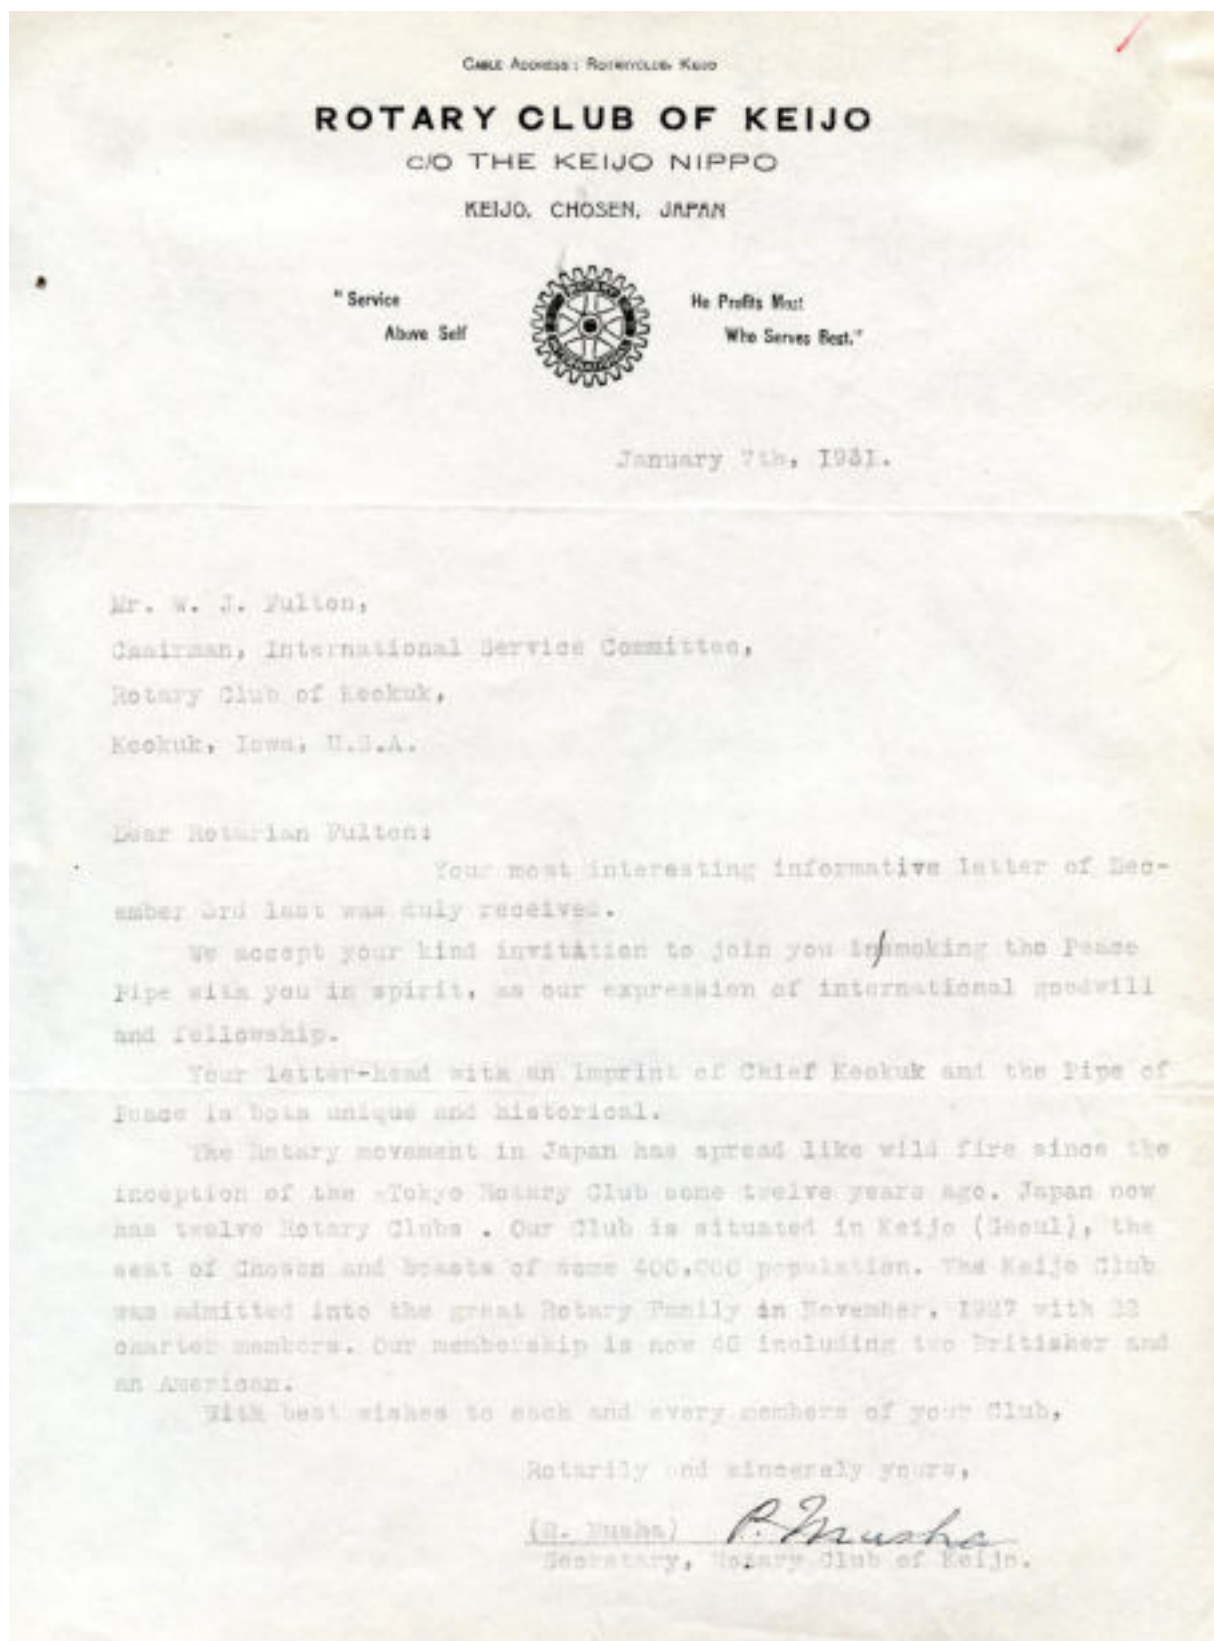 CABLE ADDRESS: ROTARYCLUB, KEIJO
ROTARY CLUB OF KEIJO
C/O THE KEIJO NIPPO
KEIJO, CHOSEN, JAPAN
"Service
Above Self
He Profits Most
Who Serves Best."
January 7th, 1931.
Mr. W. J. Fulton,
Chairman, International Service Committee,
Rotary Club of Keokuk,
Keokuk, Iowa, U.S.A.
Dear Rotarian Fulton:
Your most interesting informative letter of Dec-
ember 3rd last was duly received.
We accept your kind invitation to join you in/smoking the Peace
Pipe with you in spirit, as our expression of international goodwill
and fellowship.
Your letter-head with an imprint of Chief Keokuk and the Pipe of
Peace is both unique and historical.
The Rotary movement in Japan has spread like wild fire since the
inception of the Tokyo Rotary Club some twelve years ago. Japan now
has twelve Rotary Clubs . Our Club is situated in Keijo (Seoul), the
seat of Chosen and boasts of some 400,000 population. The Keijo Club
was admitted into the great Rotary Family in November, 1927 with 22
charter members. Our membership is now 46 including two Britisher and
an American.
With best wishes to each and every members of your Club,
Rotarily and sincerely yours,
Musha) P. Musha
Secretary, Rotary Club of Keijo.